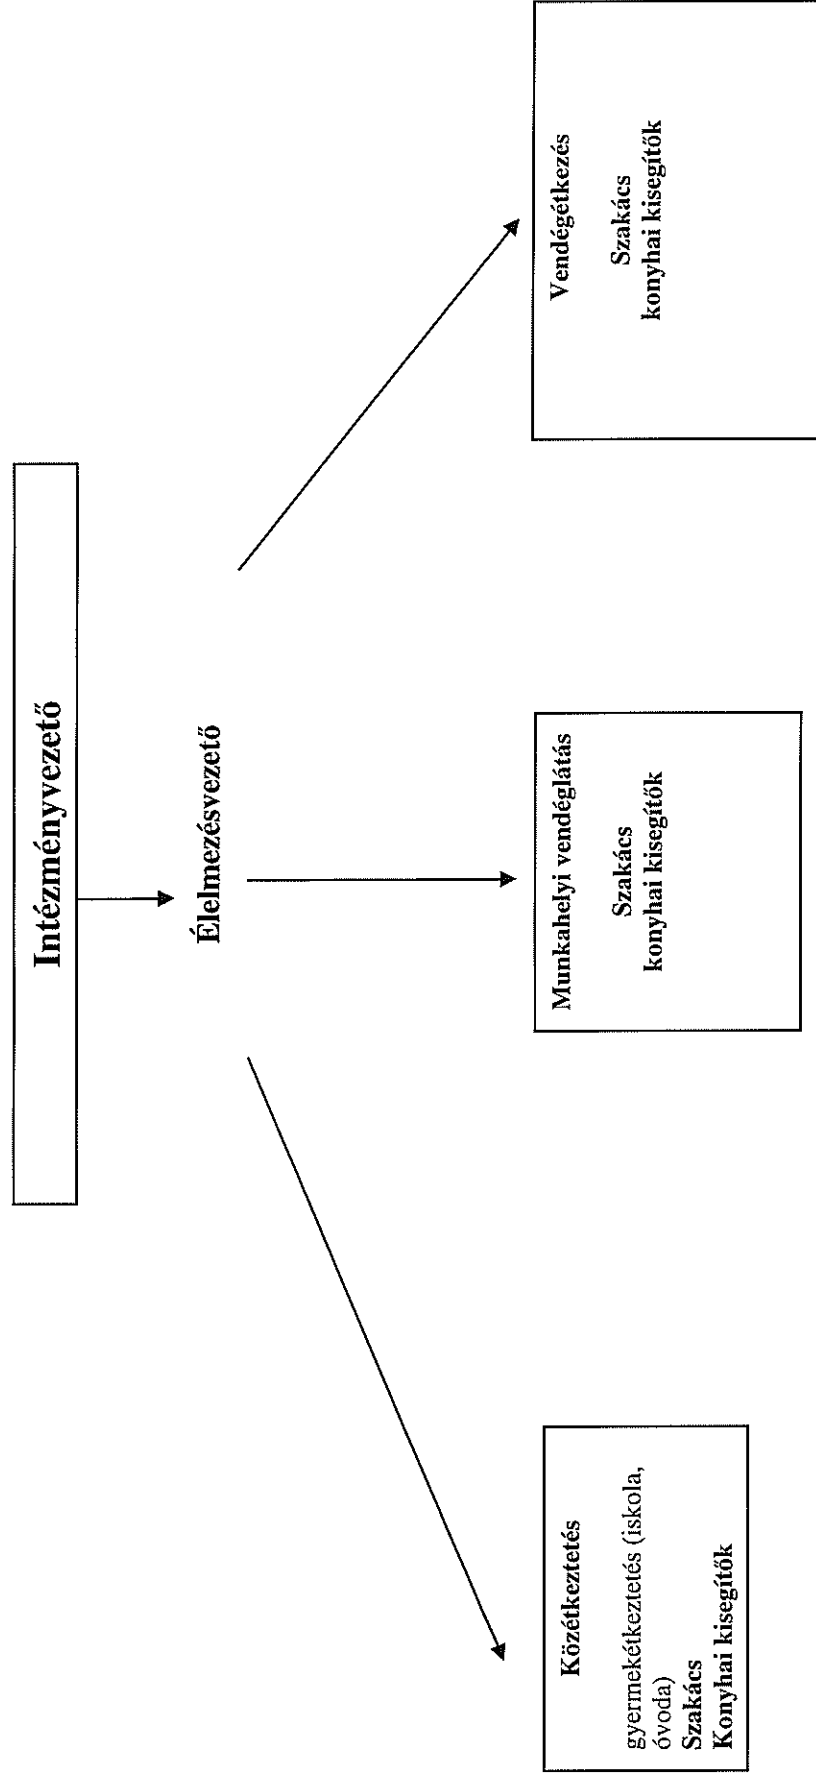 Intézményvezető
Élelmezésvezető
Közétkeztetés
gyermekétkeztetés (iskola,
óvoda)
Szakács
Konyhai kisegítők
Munkahelyi vendéglátás
Szakács
konyhai kisegítők
Vendégétkezés
Szakács
konyhai kisegítők